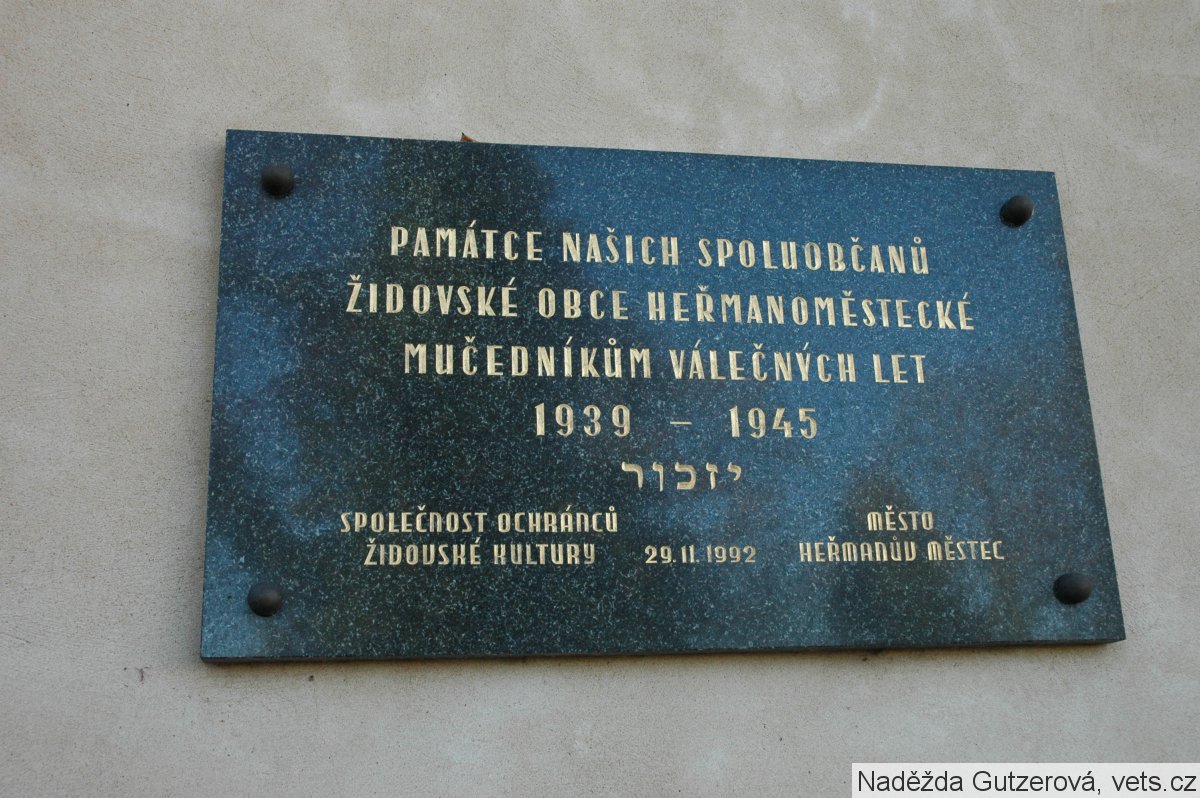 PAMÁTCE NAŠICH SPOLUOBČANŮ
ŽIDOVSKÉ OBCE HEŘMANOMĚSTECKÉ
MUČEDNÍKŮM VÁLEČNÝCH LET
1939 – 1945
יזכור
SPOLEČNOST OCHRÁNCŮ
ŽIDOVSKÉ KULTURY
29.11.1992
MĚSTO
HEŘMANŮV MĚSTEC
Naděžda Gutzerová, vets.cz